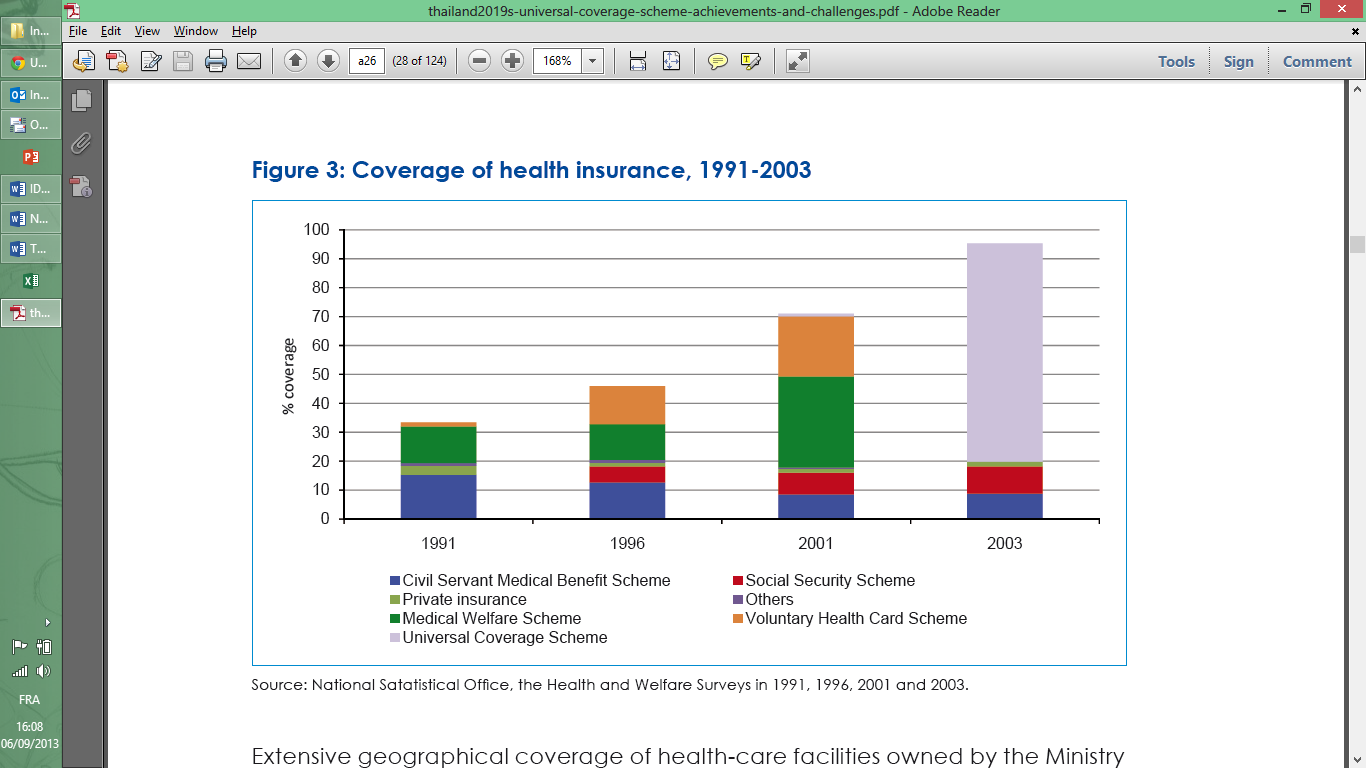 thailand2019s-universal-coverage-scheme-achievements-and-challenges.pdf - Adobe Reader
File Edit View Window Help
a26 (28 of 124) 168% Tools Sign Comment
In...
U...
In...
O...
ID...
N...
T...
th...
FRA
16:08
06/09/2013
Figure 3: Coverage of health insurance, 1991-2003
% coverage
100
90
80
70
60
50
40
30
20
10
0
1991 1996 2001 2003
Civil Servant Medical Benefit Scheme Social Security Scheme
Private insurance Others
Medical Welfare Scheme Voluntary Health Card Scheme
Universal Coverage Scheme
Source: National Satatistical Office, the Health and Welfare Surveys in 1991, 1996, 2001 and 2003.
Extensive geographical coverage of health-care facilities owned by the Ministry